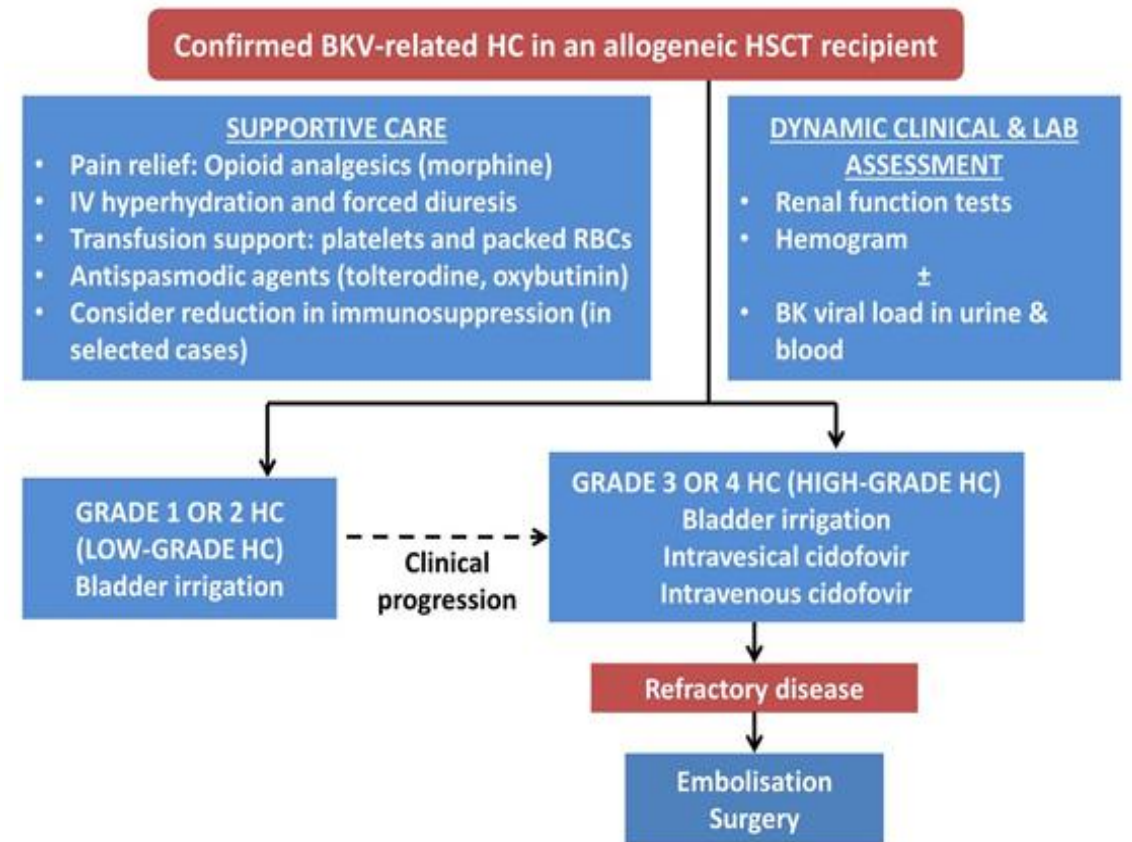 Confirmed BKV-related HC in an allogeneic HSCT recipient
SUPPORTIVE CARE
• Pain relief: Opioid analgesics (morphine)
• IV hyperhydration and forced diuresis
• Transfusion support: platelets and packed RBCs
• Antispasmodic agents (tolterodine, oxybutinin)
• Consider reduction in immunosuppression (in
selected cases)
DYNAMIC CLINICAL & LAB
ASSESSMENT
• Renal function tests
• Hemogram
±
• BK viral load in urine &
blood
GRADE 1 OR 2 HC
(LOW-GRADE HC)
Bladder irrigation
Clinical
progression
GRADE 3 OR 4 HC (HIGH-GRADE HC)
Bladder irrigation
Intravesical cidofovir
Intravenous cidofovir
Refractory disease
Embolisation
Surgery